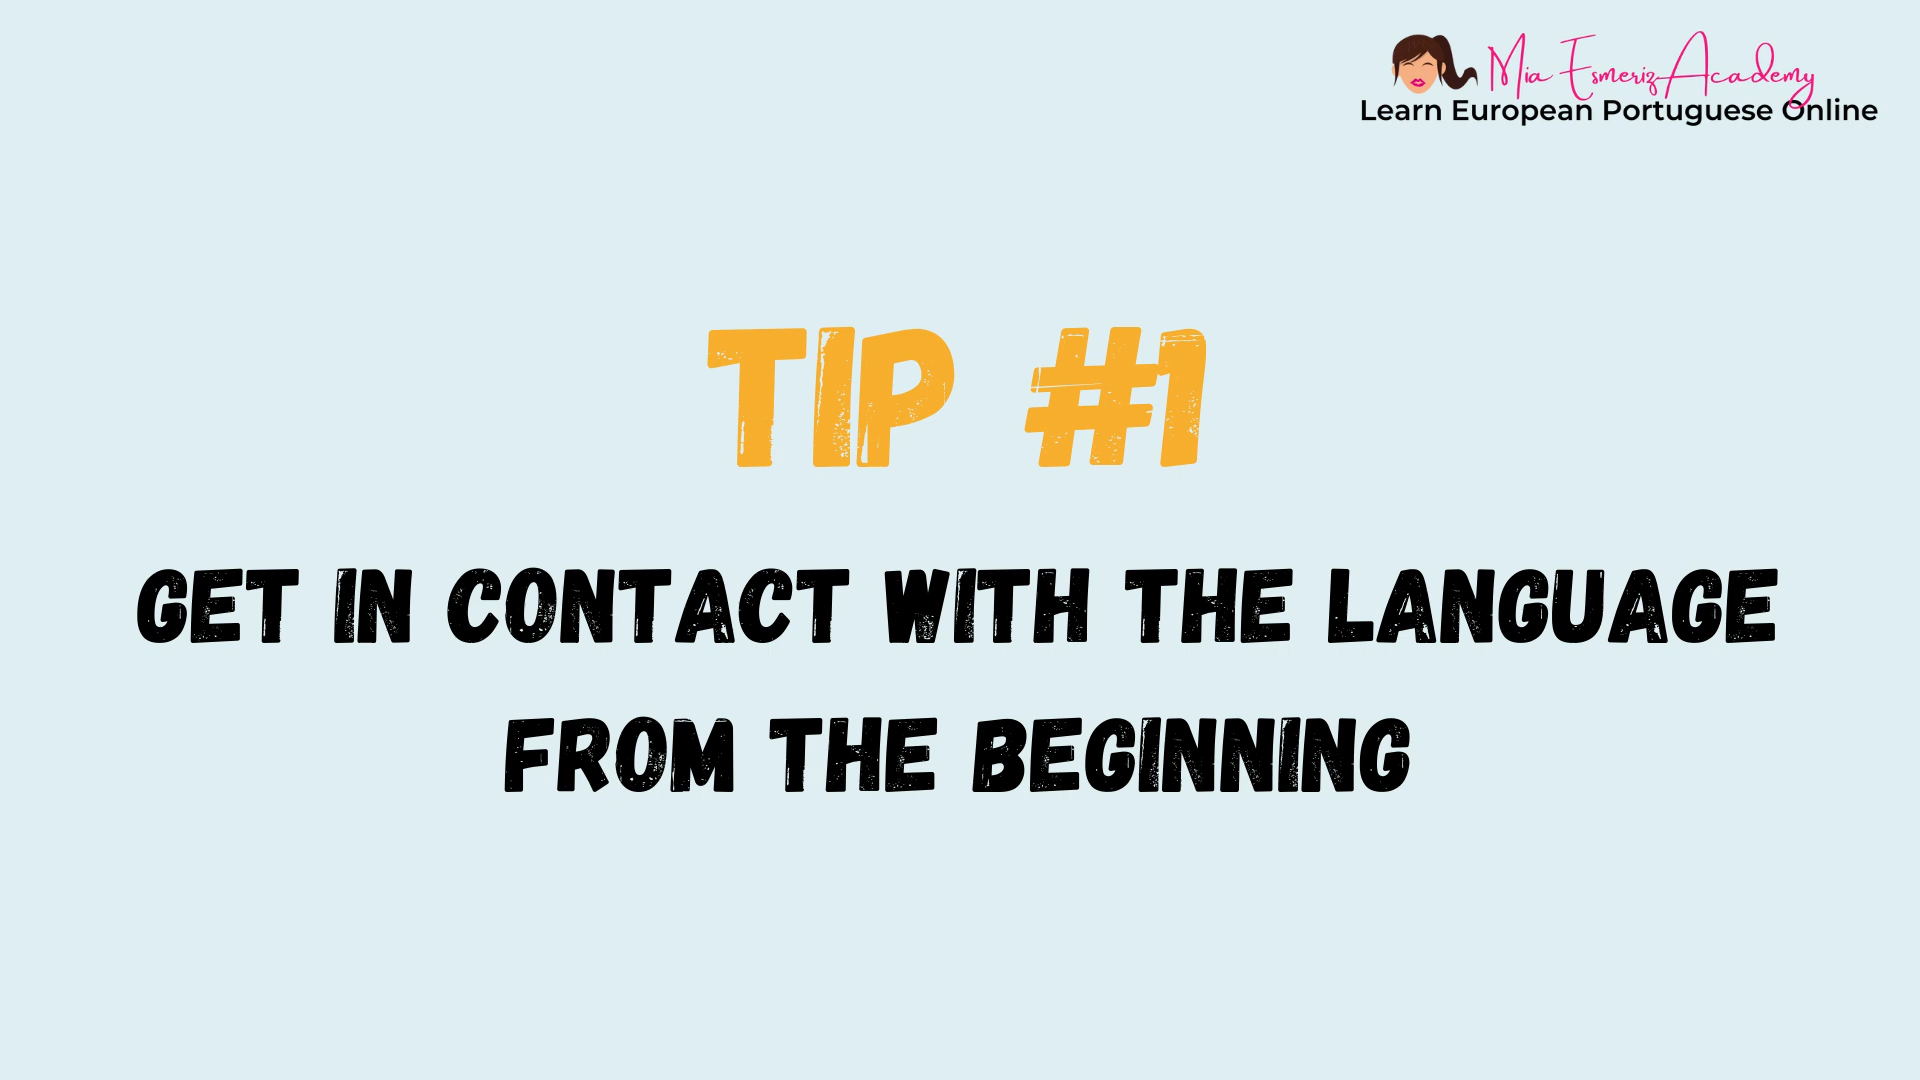 Mia Esmeriz Academy
Learn European Portuguese Online
TIP #1
GET IN CONTACT WITH THE LANGUAGE
FROM THE BEGINNING